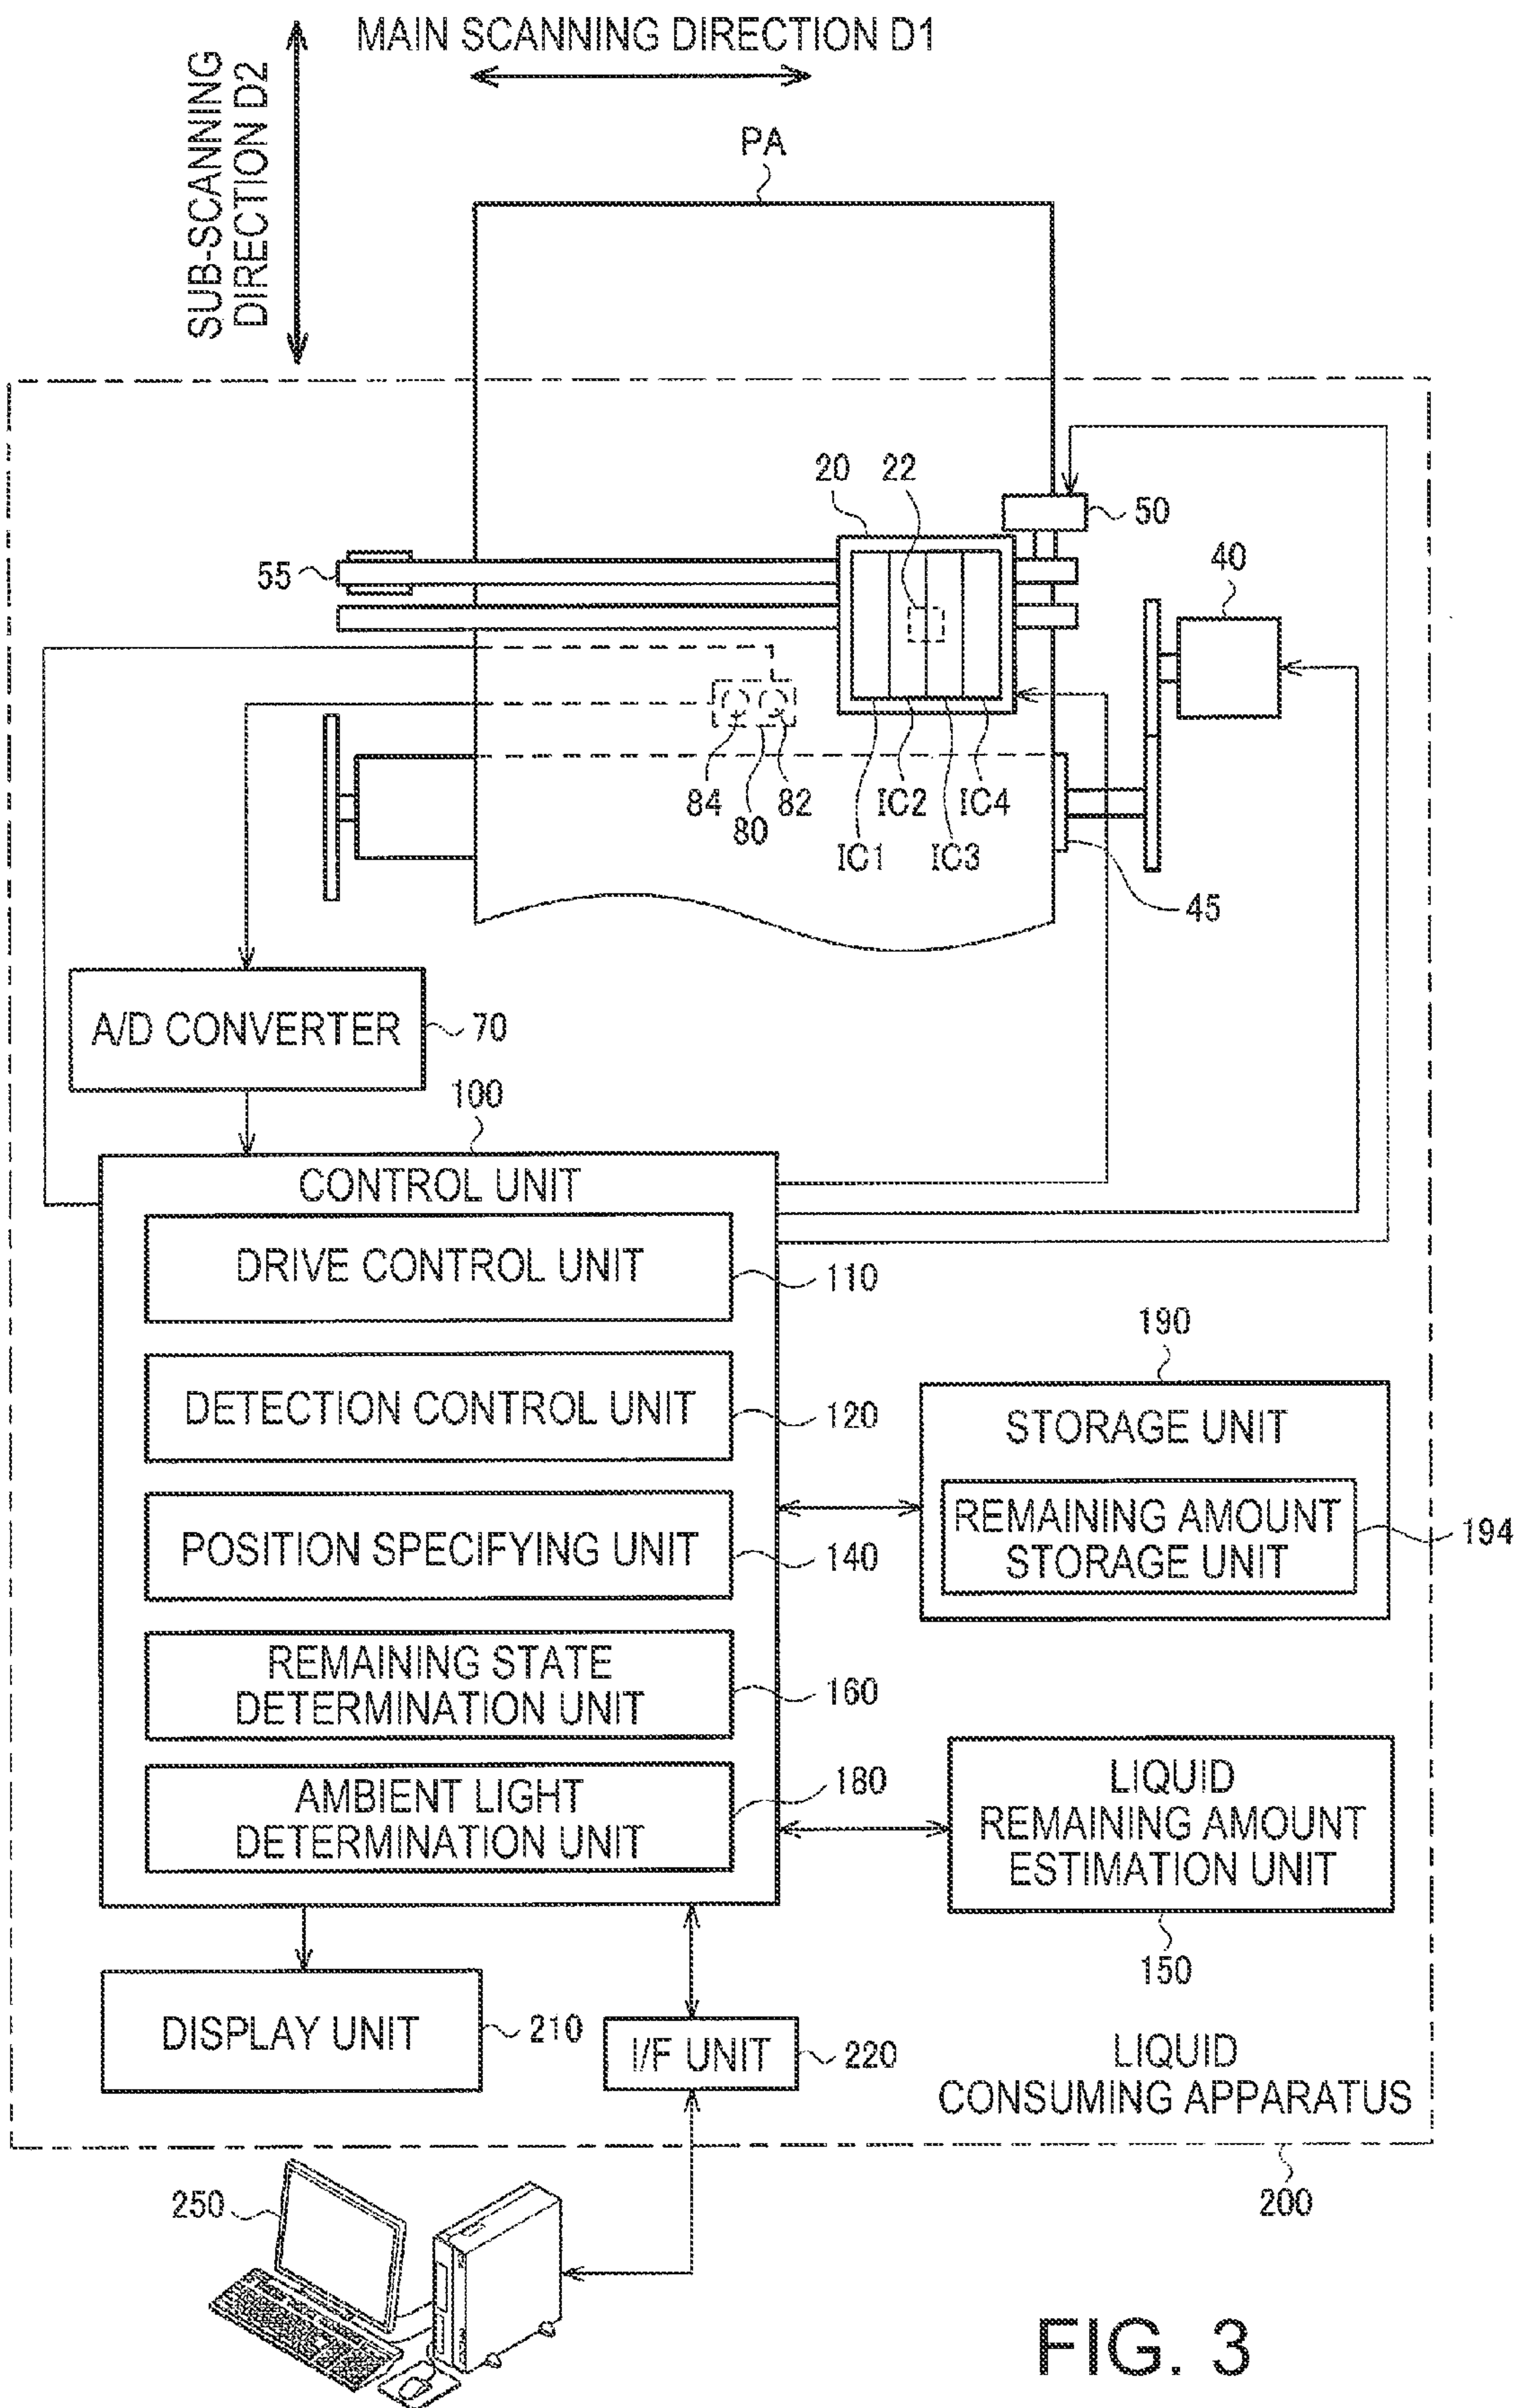 MAIN SCANNING DIRECTION D1
SUB-SCANNING
DIRECTION D2
PA
20
22
50
55
40
84
80
82
IC1
IC2
IC3
IC4
45
A/D CONVERTER
70
100
CONTROL UNIT
DRIVE CONTROL UNIT
110
DETECTION CONTROL UNIT
120
POSITION SPECIFYING UNIT
140
REMAINING STATE
DETERMINATION UNIT
160
AMBIENT LIGHT
DETERMINATION UNIT
180
190
STORAGE UNIT
REMAINING AMOUNT
STORAGE UNIT
194
LIQUID
REMAINING AMOUNT
ESTIMATION UNIT
150
DISPLAY UNIT
210
I/F UNIT
220
LIQUID
CONSUMING APPARATUS
200
250
FIG. 3